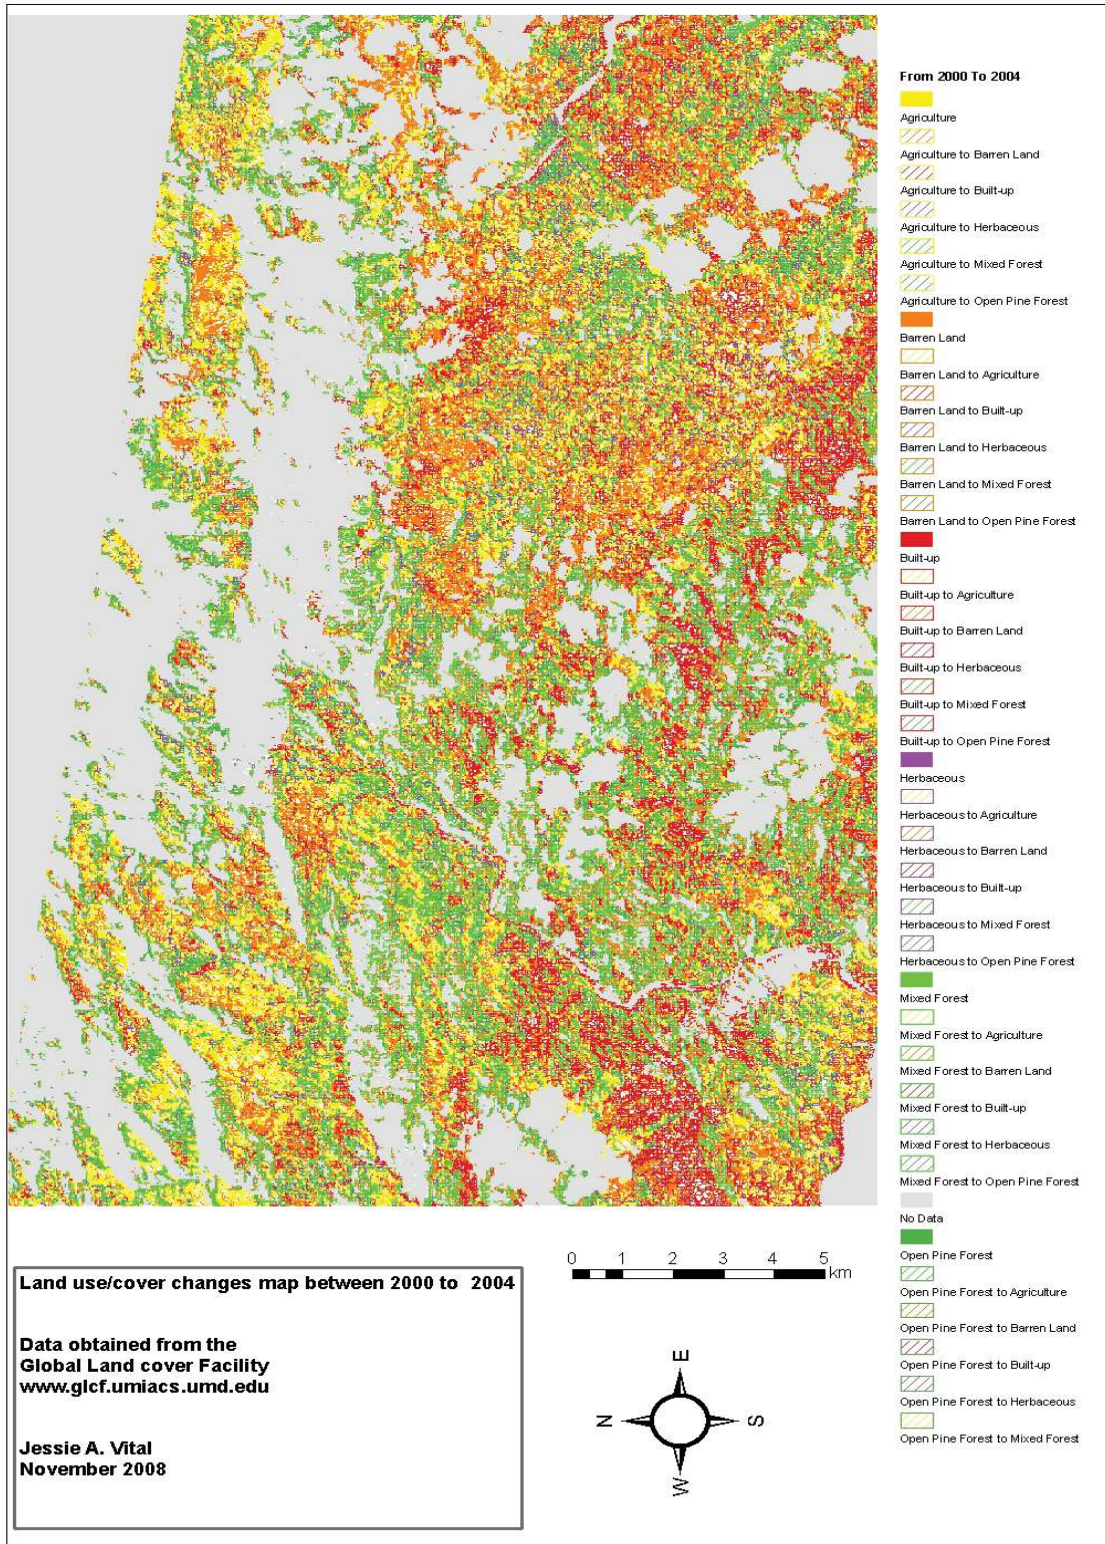 From 2000 To 2004
Agriculture
Agriculture to Barren Land
Agriculture to Built-up
Agriculture to Herbaceous
Agriculture to Mixed Forest
Agriculture to Open Pine Forest
Barren Land
Barren Land to Agriculture
Barren Land to Built-up
Barren Land to Herbaceous
Barren Land to Mixed Forest
Barren Land to Open Pine Forest
Built-up
Built-up to Agriculture
Built-up to Barren Land
Built-up to Herbaceous
Built-up to Mixed Forest
Built-up to Open Pine Forest
Herbaceous
Herbaceous to Agriculture
Herbaceous to Barren Land
Herbaceous to Built-up
Herbaceous to Mixed Forest
Herbaceous to Open Pine Forest
Mixed Forest
Mixed Forest to Agriculture
Mixed Forest to Barren Land
Mixed Forest to Built-up
Mixed Forest to Herbaceous
Mixed Forest to Open Pine Forest
No Data
Open Pine Forest
Open Pine Forest to Agriculture
Open Pine Forest to Barren Land
Open Pine Forest to Built-up
Open Pine Forest to Herbaceous
Open Pine Forest to Mixed Forest
0 1 2 3 4 5
km
Land use/cover changes map between 2000 to 2004
Data obtained from the
Global Land cover Facility
www.glcf.umiacs.umd.edu
Jessie A. Vital
November 2008
E
N
S
W